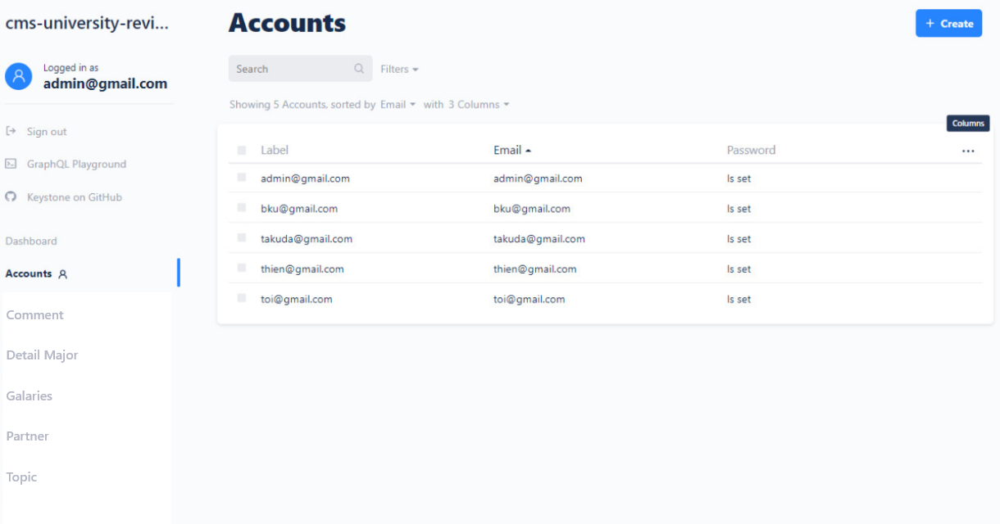 cms-university-revi...
Logged in as
admin@gmail.com
Sign out
GraphQL Playground
Keystone on GitHub
Dashboard
Accounts
Comment
Detail Major
Galaries
Partner
Topic
Accounts
+ Create
Search
Filters
Showing 5 Accounts, sorted by Email with 3 Columns
Columns
Label Email Password ...
admin@gmail.com admin@gmail.com Is set
bku@gmail.com bku@gmail.com Is set
takuda@gmail.com takuda@gmail.com Is set
thien@gmail.com thien@gmail.com Is set
toi@gmail.com toi@gmail.com Is set